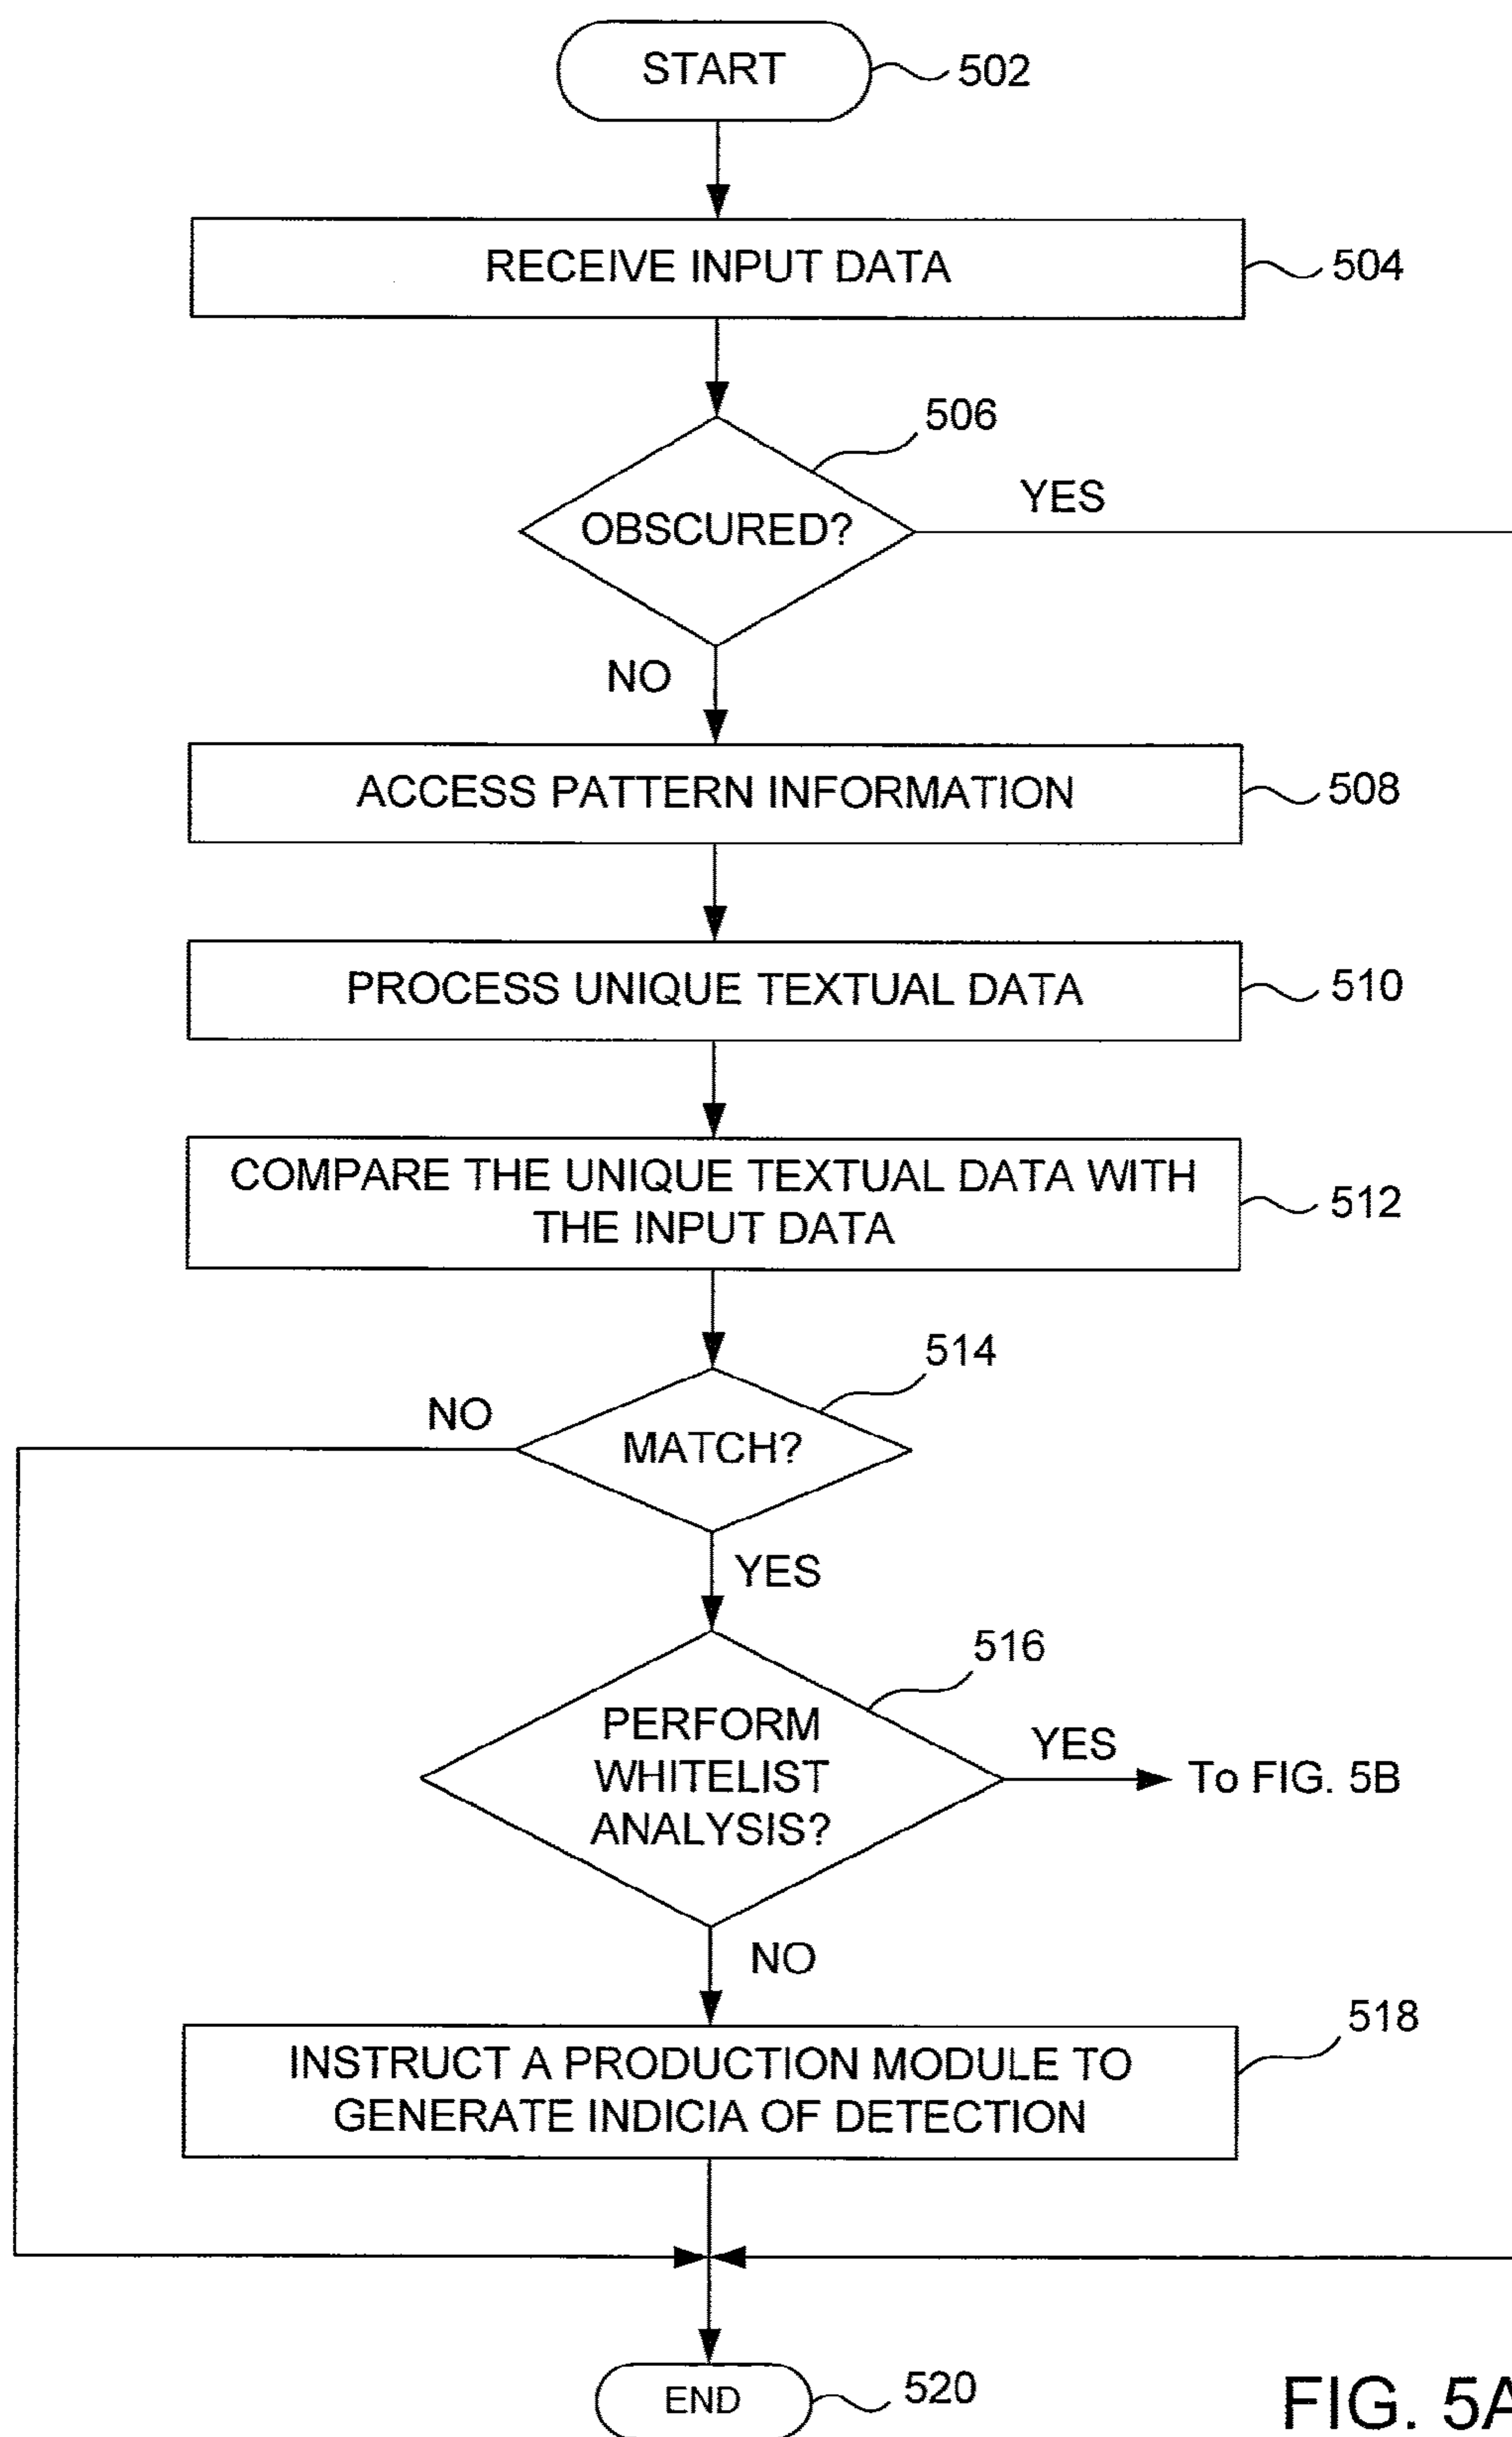 START
502
RECEIVE INPUT DATA
504
506
OBSCURED?
YES
NO
ACCESS PATTERN INFORMATION
508
PROCESS UNIQUE TEXTUAL DATA
510
COMPARE THE UNIQUE TEXTUAL DATA WITH
THE INPUT DATA
512
514
NO
MATCH?
YES
516
PERFORM
WHITELIST
ANALYSIS?
YES
To FIG. 5B
NO
518
INSTRUCT A PRODUCTION MODULE TO
GENERATE INDICIA OF DETECTION
END
520
FIG. 5A